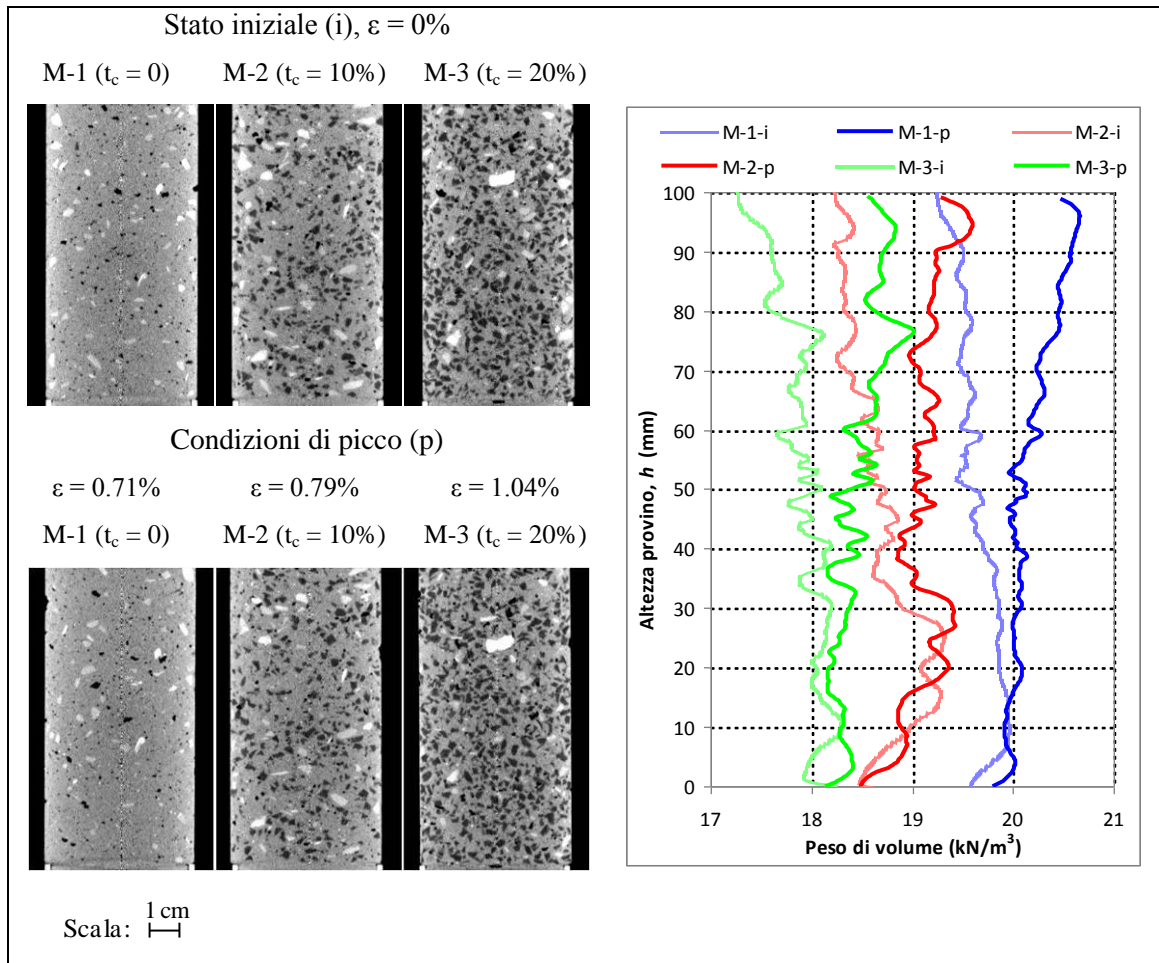 Stato iniziale (i), ε = 0%
M-1 (tc = 0) M-2 (tc = 10%) M-3 (tc = 20%)
Condizioni di picco (p)
ε = 0.71% ε = 0.79% ε = 1.04%
M-1 (tc = 0) M-2 (tc = 10%) M-3 (tc = 20%)
Scala: 1 cm
M-1-i M-1-p M-2-i
M-2-p M-3-i M-3-p
100
90
80
70
60
50
40
30
20
10
0
Altezza provino, h (mm)
17 18 19 20 21
Peso di volume (kN/m³)